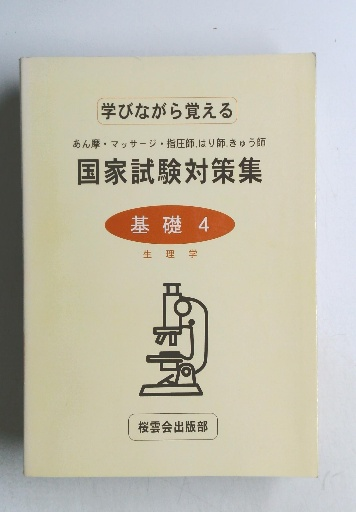 学びながら覚える
あん摩・マッサージ・指圧師,はり師,きゅう師
国家試験対策集
基礎 4
生理学
桜雲会出版部